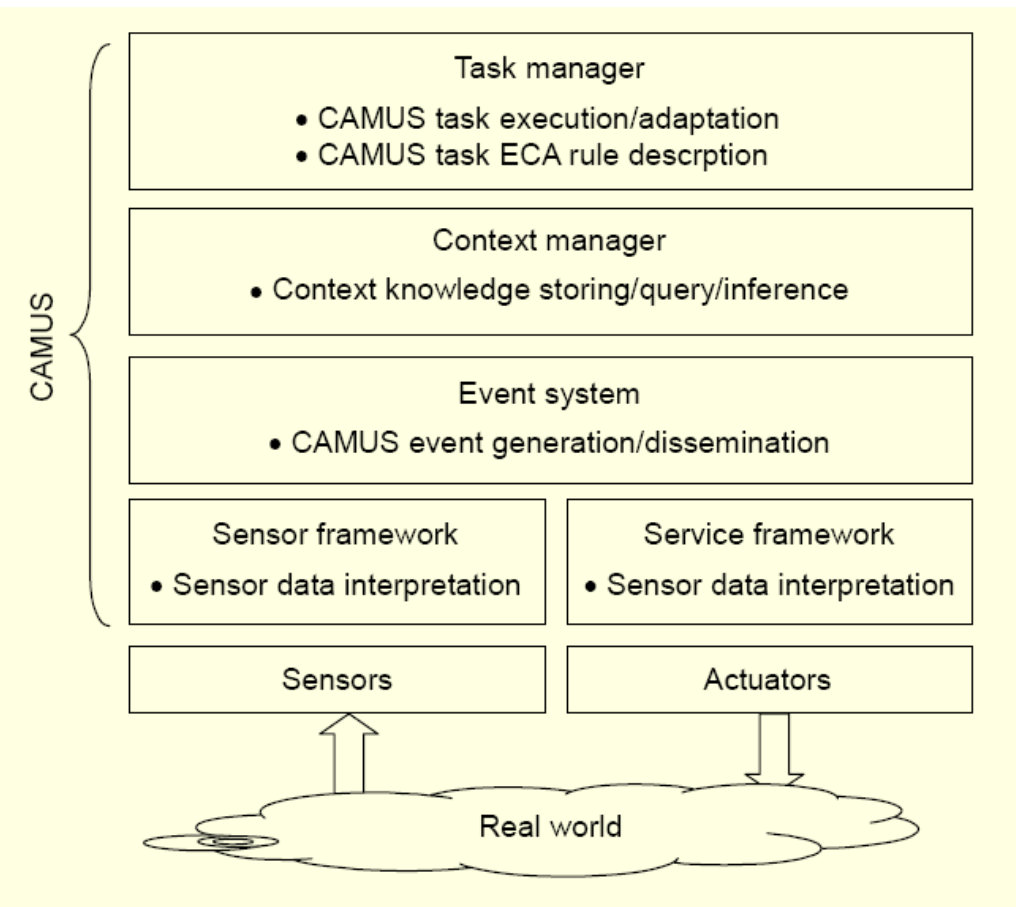 Task manager
• CAMUS task execution/adaptation
• CAMUS task ECA rule descrption
Context manager
• Context knowledge storing/query/inference
CAMUS
Event system
• CAMUS event generation/dissemination
Sensor framework
• Sensor data interpretation
Service framework
• Sensor data interpretation
Sensors
Actuators
Real world